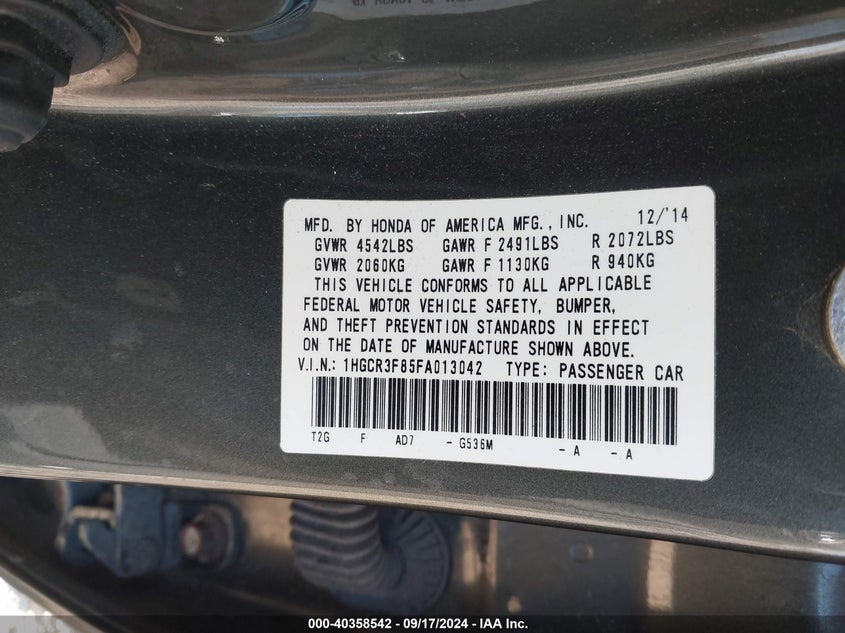 MFD. BY HONDA OF AMERICA MFG., INC. 12/'14
GVWR 4542LBS GAWR F 2491LBS R 2072LBS
GVWR 2060KG GAWR F 1130KG R 940KG
THIS VEHICLE CONFORMS TO ALL APPLICABLE
FEDERAL MOTOR VEHICLE SAFETY, BUMPER,
AND THEFT PREVENTION STANDARDS IN EFFECT
ON THE DATE OF MANUFACTURE SHOWN ABOVE.
V.I.N.: 1HGCR3F85FA013042 TYPE: PASSENGER CAR
T2G F AD7 - G536M - A - A
000-40358542 - 09/17/2024 - IAA Inc.